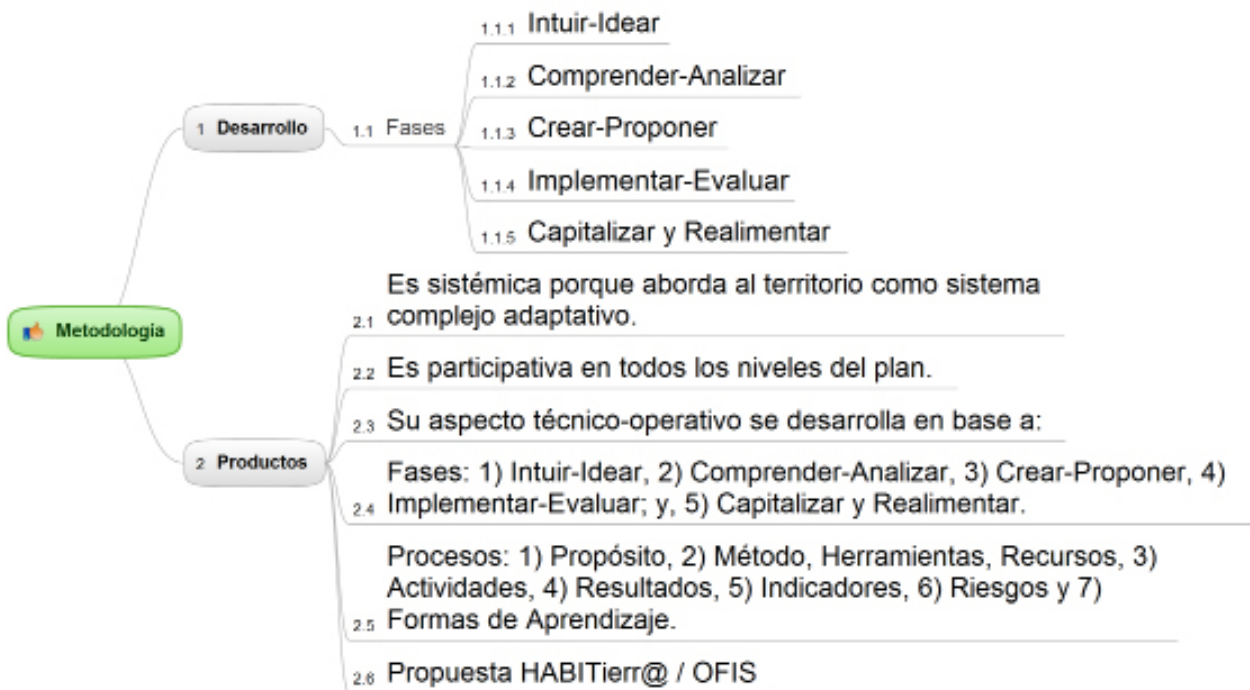 Metodología
1 Desarrollo
1.1 Fases
1.1.1 Intuir-Idear
1.1.2 Comprender-Analizar
1.1.3 Crear-Proponer
1.1.4 Implementar-Evaluar
1.1.5 Capitalizar y Realimentar
2 Productos
Es sistémica porque aborda al territorio como sistema
2.1 complejo adaptativo.
2.2 Es participativa en todos los niveles del plan.
2.3 Su aspecto técnico-operativo se desarrolla en base a:
Fases: 1) Intuir-Idear, 2) Comprender-Analizar, 3) Crear-Proponer, 4)
2.4 Implementar-Evaluar; y, 5) Capitalizar y Realimentar.
Procesos: 1) Propósito, 2) Método, Herramientas, Recursos, 3)
Actividades, 4) Resultados, 5) Indicadores, 6) Riesgos y 7)
2.5 Formas de Aprendizaje.
2.6 Propuesta HABITierr@ / OFIS